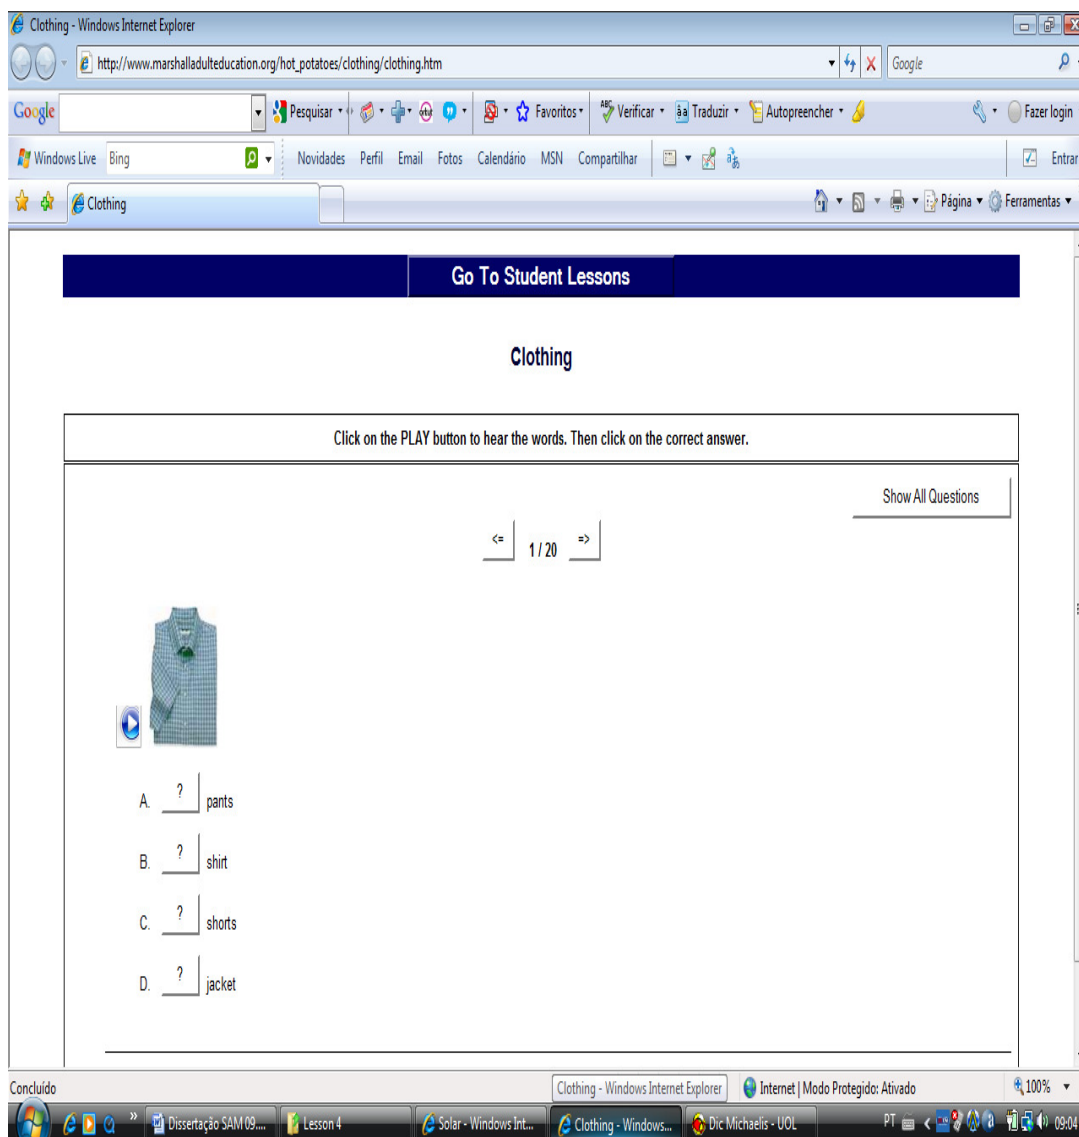 Clothing - Windows Internet Explorer
http://www.marshalladulteducation.org/hot_potatoes/clothing/clothing.htm Google
Google Pesquisar Favoritos ABC Verificar âa Traduzir Autopreencher Fazer login
Windows Live Bing Novidades Perfil Email Fotos Calendário MSN Compartilhar Entrar
Clothing Página Ferramentas
Go To Student Lessons
Clothing
Click on the PLAY button to hear the words. Then click on the correct answer.
Show All Questions
<= 1 / 20 =>
A. ? pants
B. ? shirt
C. ? shorts
D. ? jacket
Concluído Clothing - Windows Internet Explorer Internet | Modo Protegido: Ativado 100%
Dissertação SAM 09.... Lesson 4 Solar - Windows Int... Clothing - Windows... Dic Michaelis - UOL PT 09:04